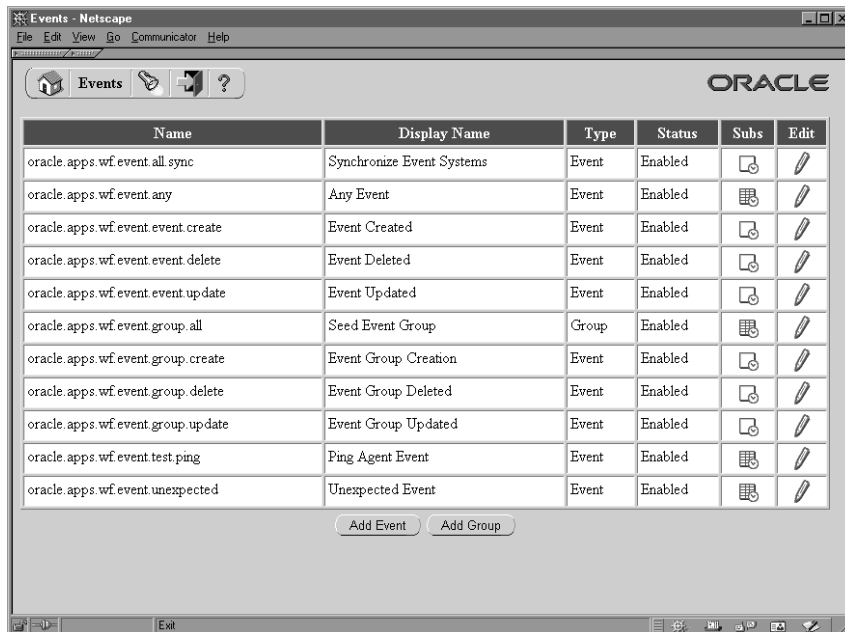 Events - Netscape
File Edit View Go Communicator Help
Events ? ORACLE
Name Display Name Type Status Subs Edit
oracle.apps.wf.event.all.sync Synchronize Event Systems Event Enabled
oracle.apps.wf.event.any Any Event Event Enabled
oracle.apps.wf.event.event.create Event Created Event Enabled
oracle.apps.wf.event.event.delete Event Deleted Event Enabled
oracle.apps.wf.event.event.update Event Updated Event Enabled
oracle.apps.wf.event.group.all Seed Event Group Group Enabled
oracle.apps.wf.event.group.create Event Group Creation Event Enabled
oracle.apps.wf.event.group.delete Event Group Deleted Event Enabled
oracle.apps.wf.event.group.update Event Group Updated Event Enabled
oracle.apps.wf.event.test.ping Ping Agent Event Event Enabled
oracle.apps.wf.event.unexpected Unexpected Event Event Enabled
Add Event Add Group
Exit